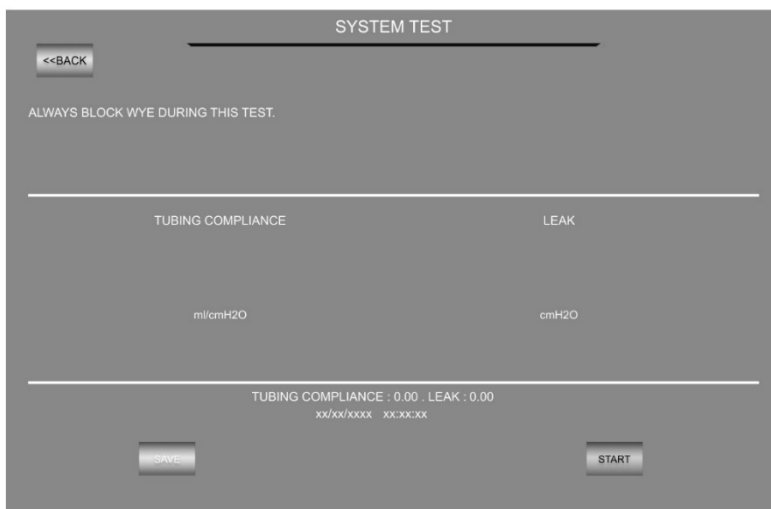 SYSTEM TEST
<<BACK
ALWAYS BLOCK WYE DURING THIS TEST.
TUBING COMPLIANCE LEAK
ml/cmH2O cmH2O
TUBING COMPLIANCE : 0.00 . LEAK : 0.00
xx/xx/xxxx xx:xx:xx
SAVE START